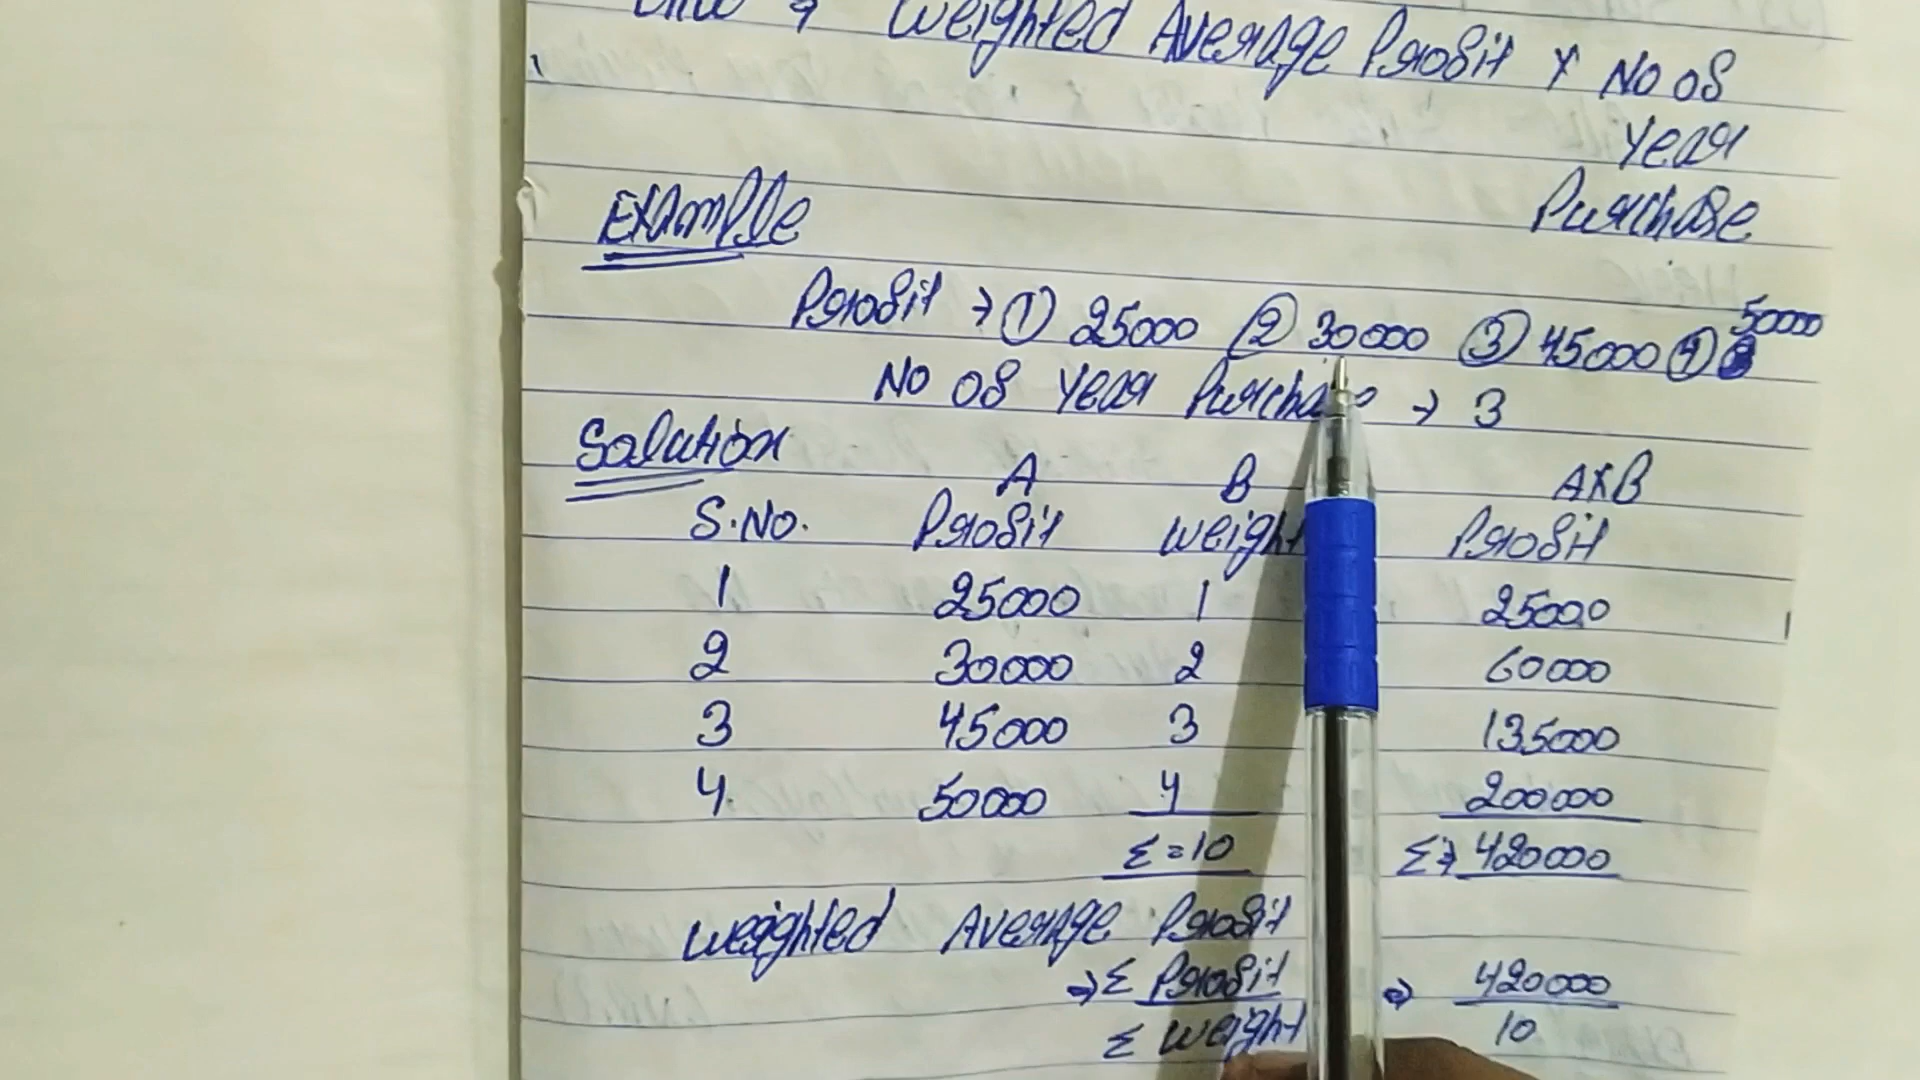 Weighted Average Profit x No of
Year
Purchase
Example
Profit → ① 25000 ② 30000 ③ 45000 ④ 50000
No of Year Purchase → 3
Solution
A B A×B
S.No. Profit Weight Profit
1 25000 1 25000
2 30000 2 60000
3 45000 3 135000
4. 50000 4 200000
Σ=10 Σ⇒ 420000
Weighted Average Profit
⇒ Σ Profit ⇒ 420000
Σ Weight 10